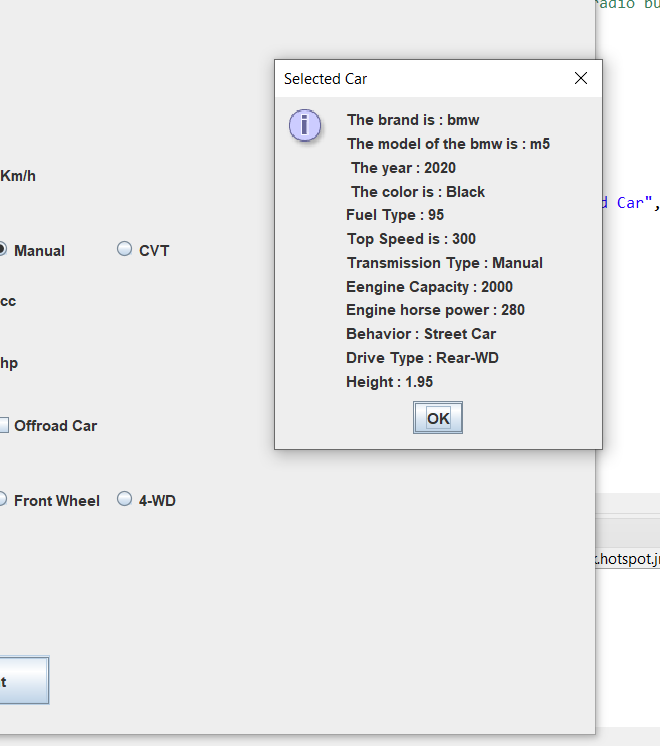 radio bu
Selected Car
The brand is : bmw
The model of the bmw is : m5
The year : 2020
The color is : Black
Fuel Type : 95
Top Speed is : 300
Transmission Type : Manual
Eengine Capacity : 2000
Engine horse power : 280
Behavior : Street Car
Drive Type : Rear-WD
Height : 1.95
OK
Km/h
Manual CVT
cc
hp
Offroad Car
Front Wheel 4-WD
d Car",
.hotspot.j
t